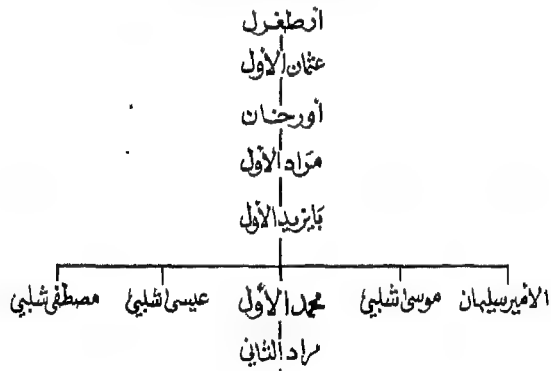 أرطغرل
عثمان الأول
أورخان
مراد الأول
بايزيد الأول
الأمير سليمان موسى شلبي محمد الأول عيسى شلبي مصطفى شلبي
مراد الثاني